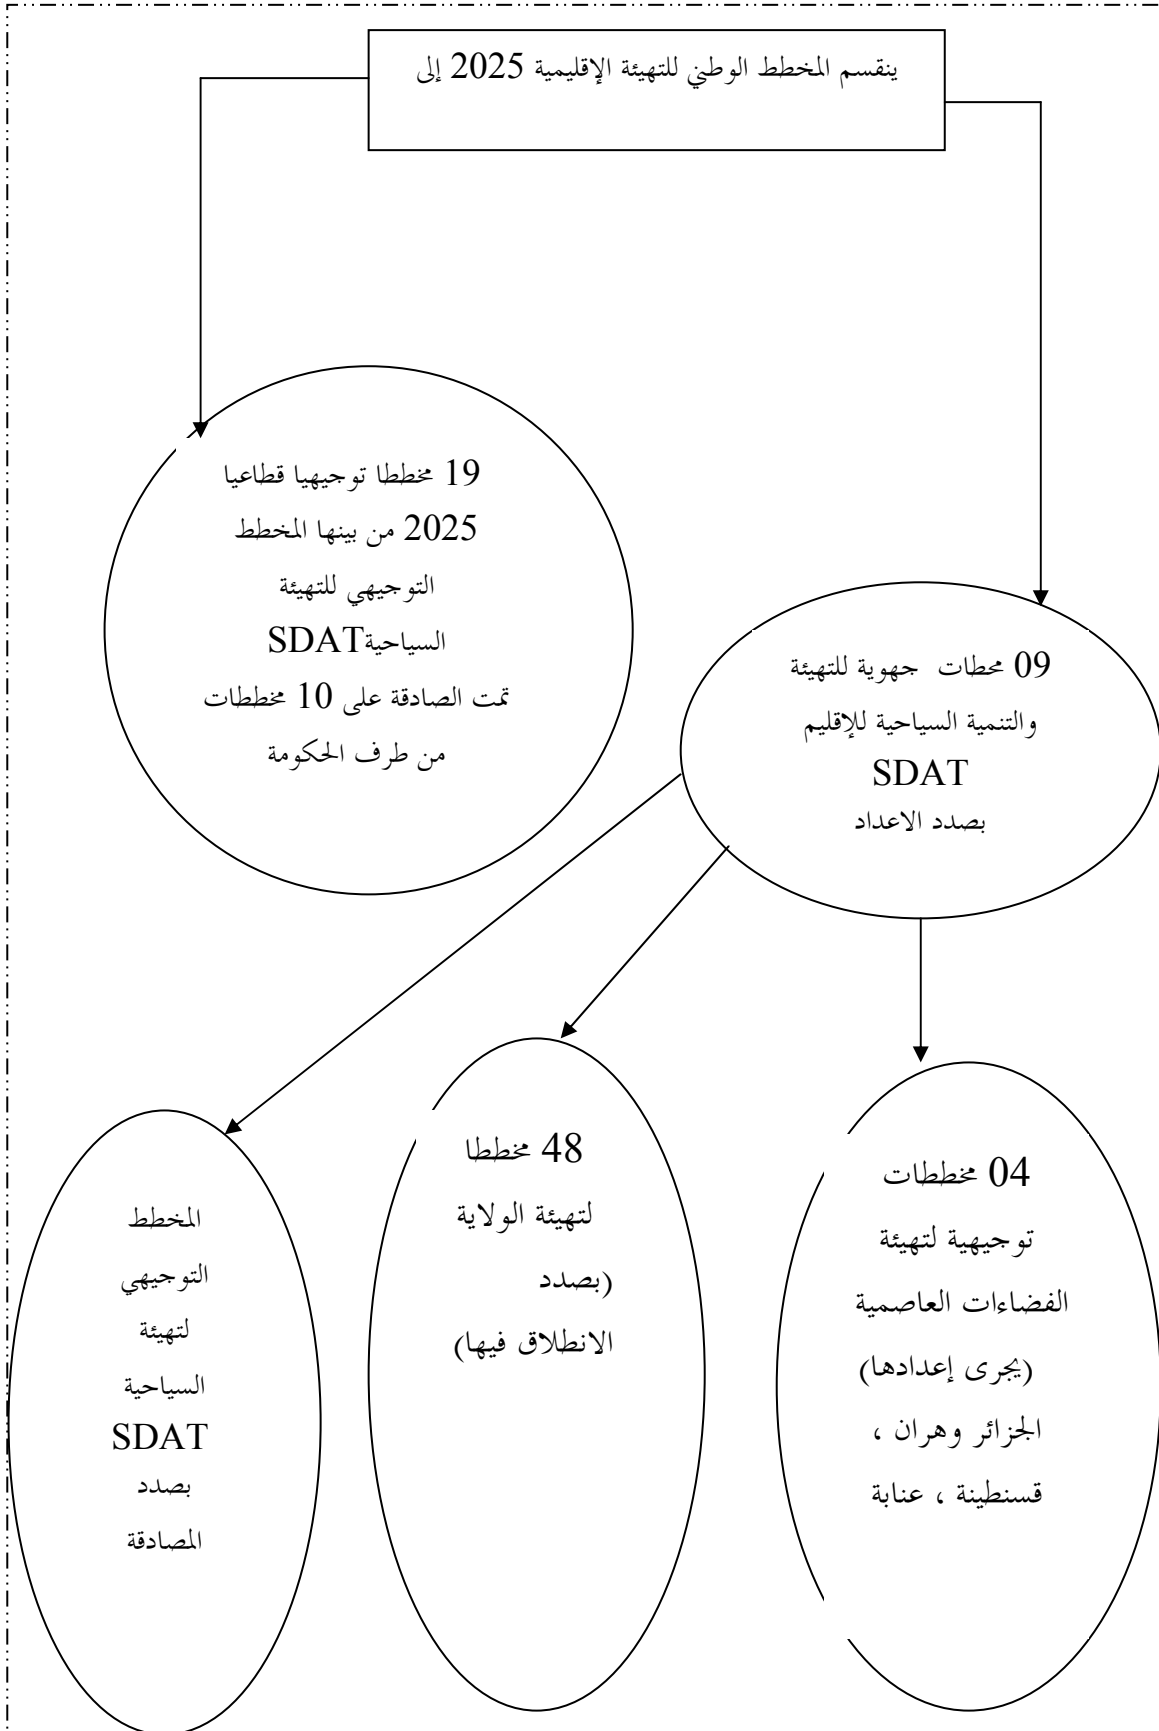 ينقسم المخطط الوطني للتهيئة الإقليمية 2025 إلى
19 مخططا توجيهيا قطاعيا
2025 من بينها المخطط
التوجيهي للتهيئة
السياحيةSDAT
تمت الصادقة على 10 مخططات
من طرف الحكومة
09 محطات جهوية للتهيئة
والتنمية السياحية للإقليم
SDAT
بصدد الاعداد
04 مخططات
توجيهية لتهيئة
الفضاءات العاصمية
(يجرى إعدادها)
الجزائر وهران ،
قسنطينة ، عنابة
48 مخططا
لتهيئة الولاية
(بصدد
الانطلاق فيها)
المخطط
التوجيهي
لتهيئة
السياحية
SDAT
بصدد
المصادقة